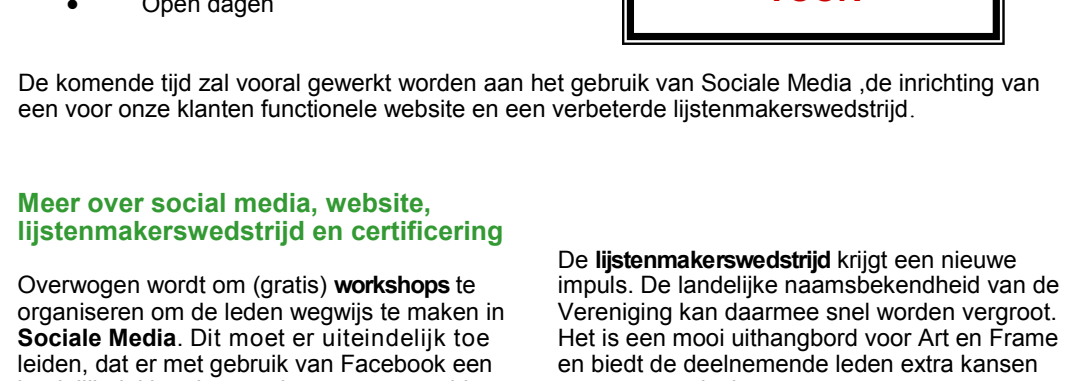 • Open dagen
De komende tijd zal vooral gewerkt worden aan het gebruik van Sociale Media ,de inrichting van
een voor onze klanten functionele website en een verbeterde lijstenmakerswedstrijd.
Meer over social media, website,
lijstenmakerswedstrijd en certificering
Overwogen wordt om (gratis) workshops te
organiseren om de leden wegwijs te maken in
Sociale Media. Dit moet er uiteindelijk toe
leiden, dat er met gebruik van Facebook een
De lijstenmakerswedstrijd krijgt een nieuwe
impuls. De landelijke naamsbekendheid van de
Vereniging kan daarmee snel worden vergroot.
Het is een mooi uithangbord voor Art en Frame
en biedt de deelnemende leden extra kansen